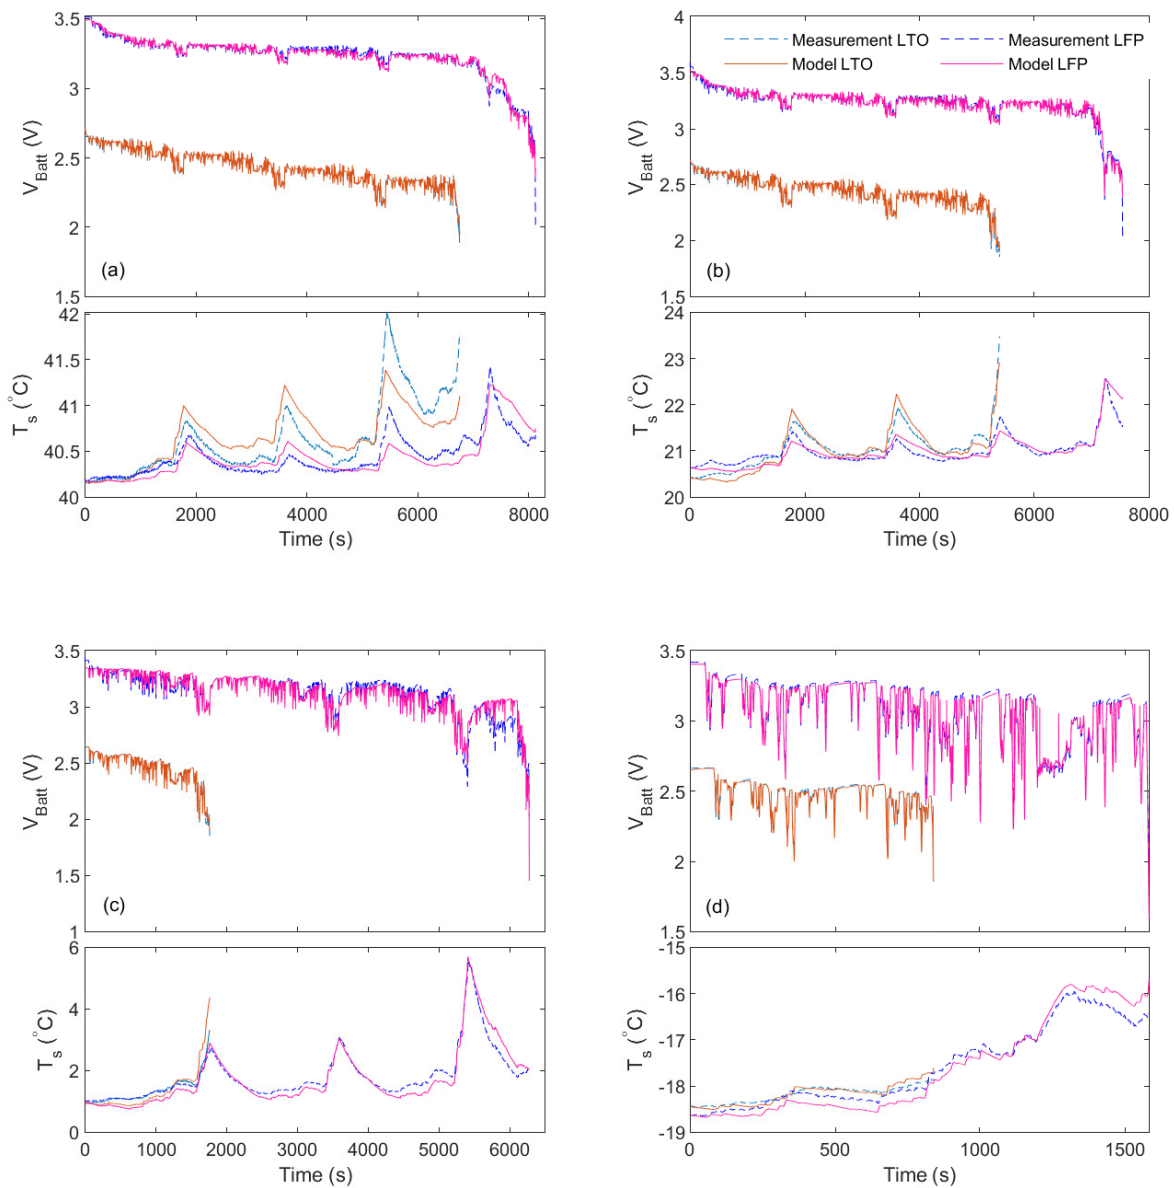 3.5
3
2.5
2
1.5
V_Batt (V)
(a)
42
41.5
41
40.5
40
T_s (°C)
0 2000 4000 6000 8000
Time (s)
4
3.5
3
2.5
2
1.5
V_Batt (V)
Measurement LTO Measurement LFP
Model LTO Model LFP
(b)
24
23
22
21
20
T_s (°C)
0 2000 4000 6000 8000
Time (s)
3.5
3
2.5
2
1.5
1
V_Batt (V)
(c)
6
4
2
0
T_s (°C)
0 1000 2000 3000 4000 5000 6000
Time (s)
3.5
3
2.5
2
1.5
V_Batt (V)
(d)
-15
-16
-17
-18
-19
T_s (°C)
0 500 1000 1500
Time (s)